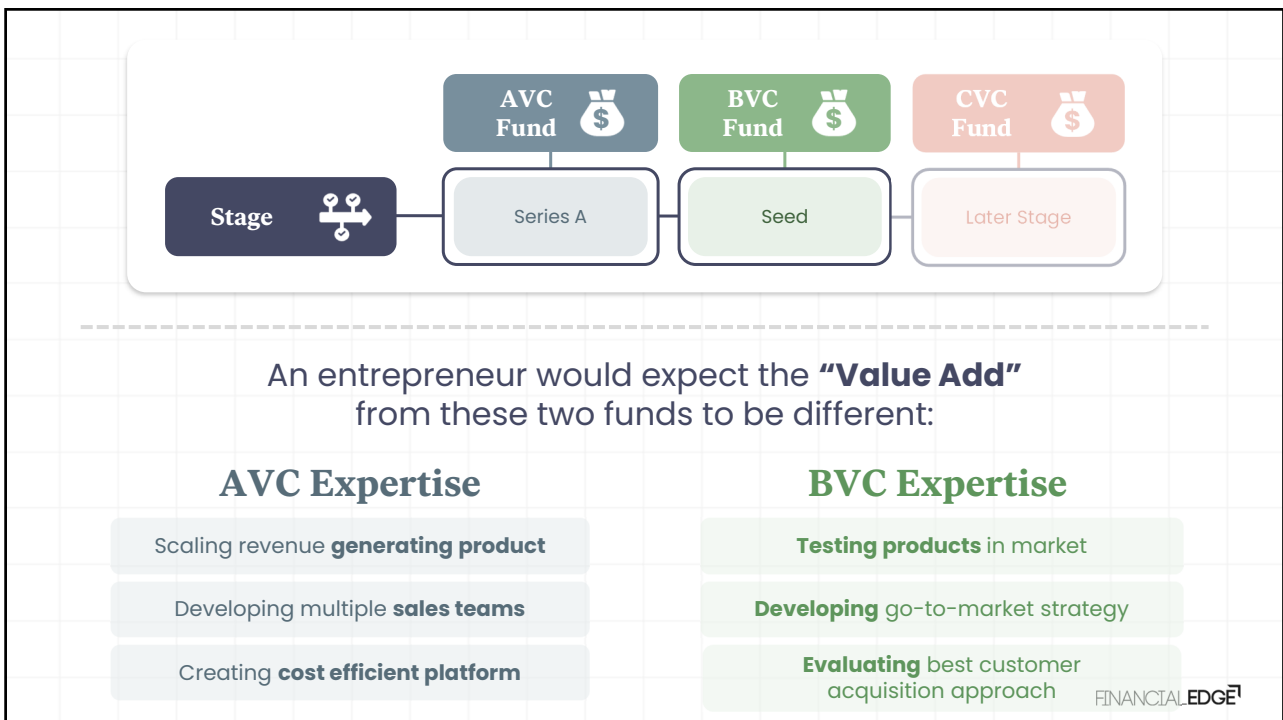 AVC
Fund
BVC
Fund
CVC
Fund
Stage
Series A
Seed
Later Stage
An entrepreneur would expect the “Value Add”
from these two funds to be different:
AVC Expertise
Scaling revenue generating product
Developing multiple sales teams
Creating cost efficient platform
BVC Expertise
Testing products in market
Developing go-to-market strategy
Evaluating best customer
acquisition approach
FINANCIAL EDGE